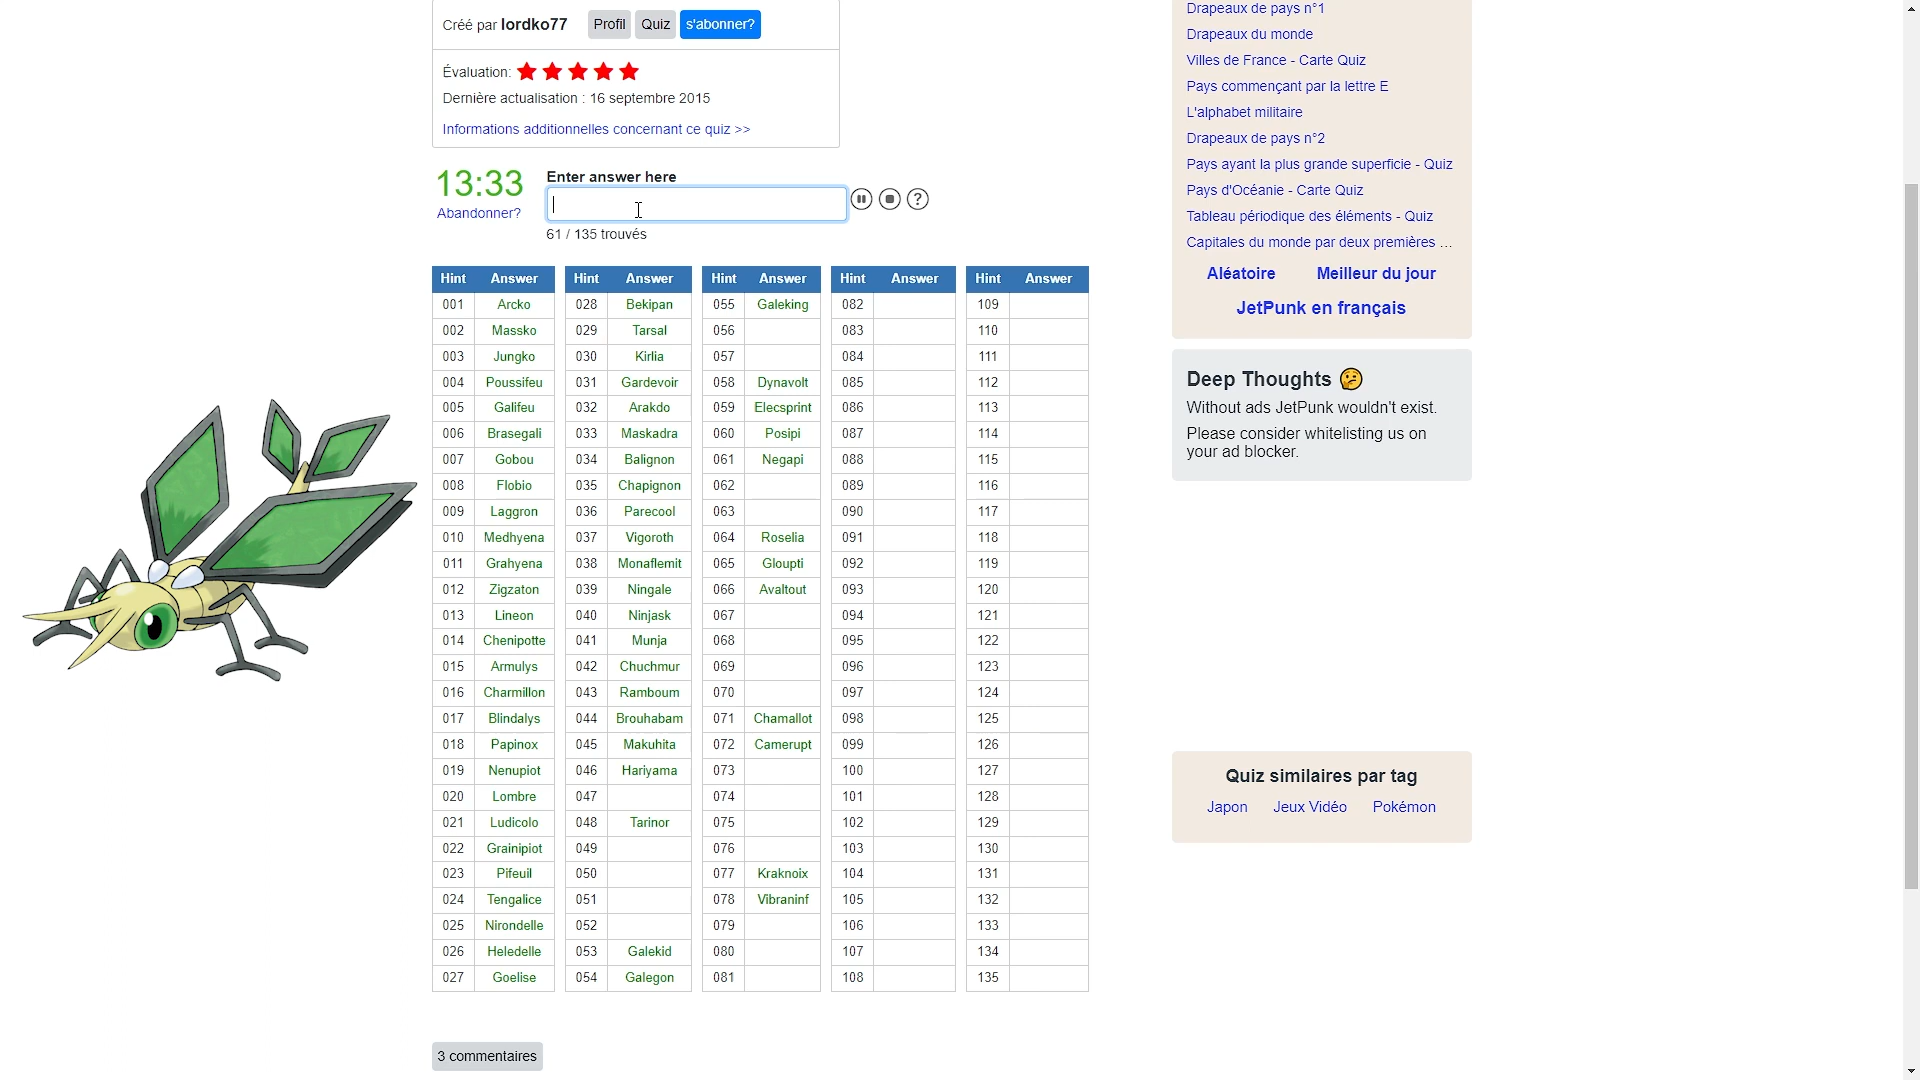 Créé par lordko77 Profil Quiz s'abonner?
Évaluation:
Dernière actualisation : 16 septembre 2015
Informations additionnelles concernant ce quiz >>
13:33
Abandonner?
Enter answer here
61 / 135 trouvés
Hint Answer
001 Arcko
002 Massko
003 Jungko
004 Poussifeu
005 Galifeu
006 Brasegali
007 Gobou
008 Flobio
009 Laggron
010 Medhyena
011 Grahyena
012 Zigzaton
013 Lineon
014 Chenipotte
015 Armulys
016 Charmillon
017 Blindalys
018 Papinox
019 Nenupiot
020 Lombre
021 Ludicolo
022 Grainipiot
023 Pifeuil
024 Tengalice
025 Nirondelle
026 Heledelle
027 Goelise
Hint Answer
028 Bekipan
029 Tarsal
030 Kirlia
031 Gardevoir
032 Arakdo
033 Maskadra
034 Balignon
035 Chapignon
036 Parecool
037 Vigoroth
038 Monaflemit
039 Ningale
040 Ninjask
041 Munja
042 Chuchmur
043 Ramboum
044 Brouhabam
045 Makuhita
046 Hariyama
047
048 Tarinor
049
050
051
052
053 Galekid
054 Galegon
Hint Answer
055 Galeking
056
057
058 Dynavolt
059 Elecsprint
060 Posipi
061 Negapi
062
063
064 Roselia
065 Gloupti
066 Avaltout
067
068
069
070
071 Chamallot
072 Camerupt
073
074
075
076
077 Kraknoix
078 Vibraninf
079
080
081
Hint Answer
082
083
084
085
086
087
088
089
090
091
092
093
094
095
096
097
098
099
100
101
102
103
104
105
106
107
108
Hint Answer
109
110
111
112
113
114
115
116
117
118
119
120
121
122
123
124
125
126
127
128
129
130
131
132
133
134
135
3 commentaires
Drapeaux de pays n°1
Drapeaux du monde
Villes de France - Carte Quiz
Pays commençant par la lettre E
L'alphabet militaire
Drapeaux de pays n°2
Pays ayant la plus grande superficie - Quiz
Pays d'Océanie - Carte Quiz
Tableau périodique des éléments - Quiz
Capitales du monde par deux premières ...
Aléatoire Meilleur du jour
JetPunk en français
Deep Thoughts
Without ads JetPunk wouldn't exist.
Please consider whitelisting us on
your ad blocker.
Quiz similaires par tag
Japon Jeux Vidéo Pokémon